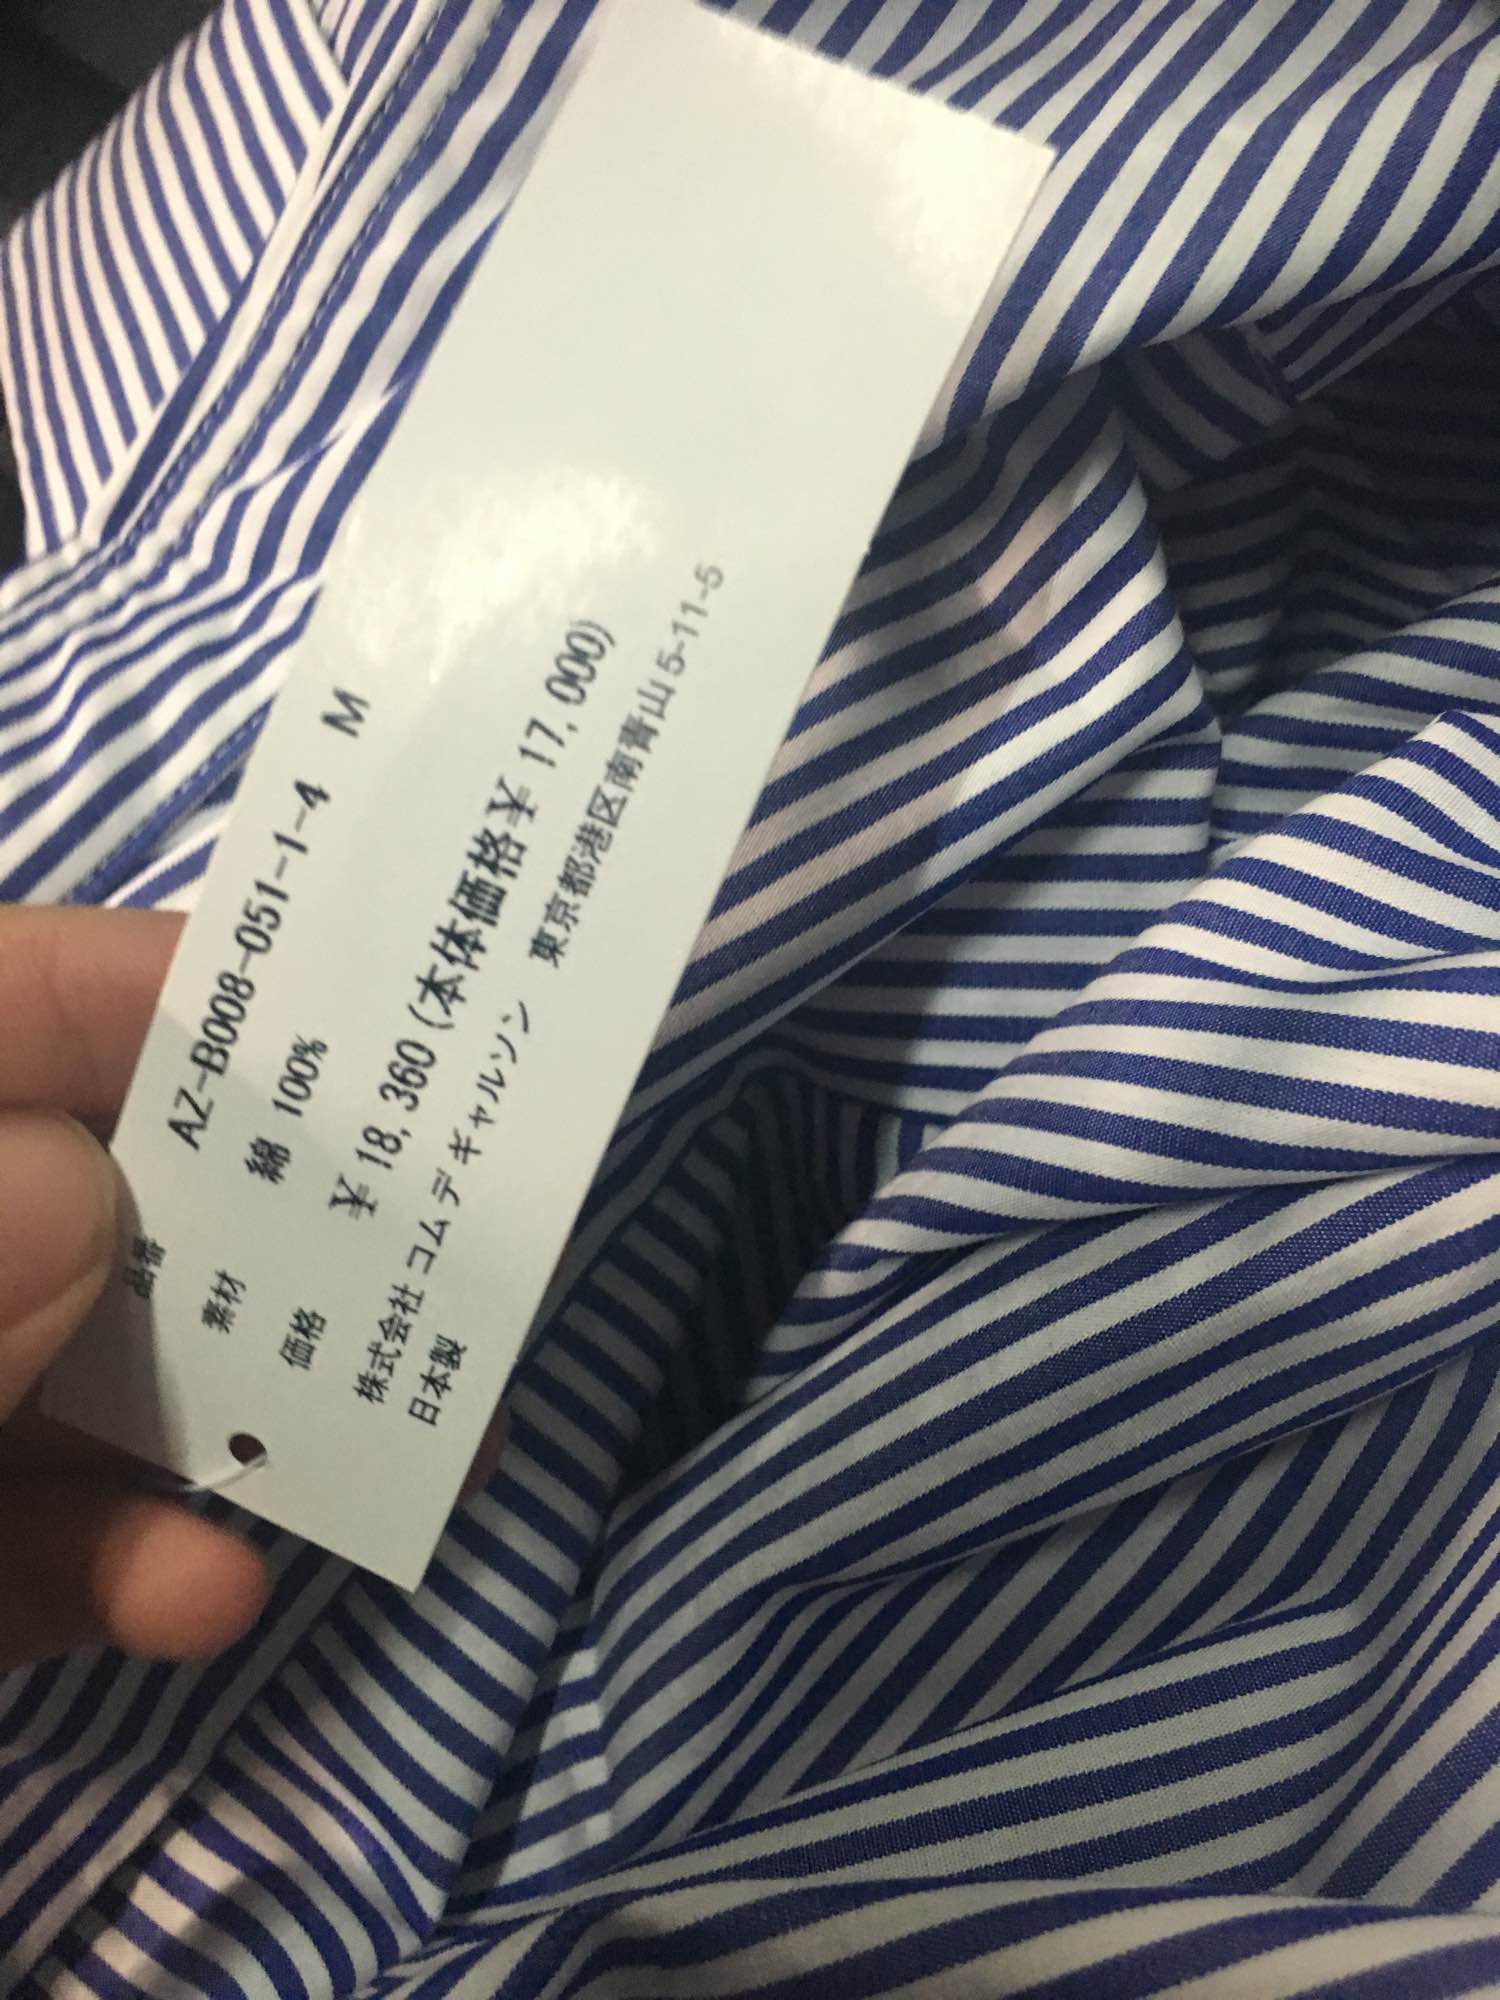 品番 AZ-B008-051-1-4 M
素材 綿 100%
価格 ¥18,360(本体価格¥17,000)
株式会社 コム デ ギャルソン 東京都港区南青山5-11-5
日本製